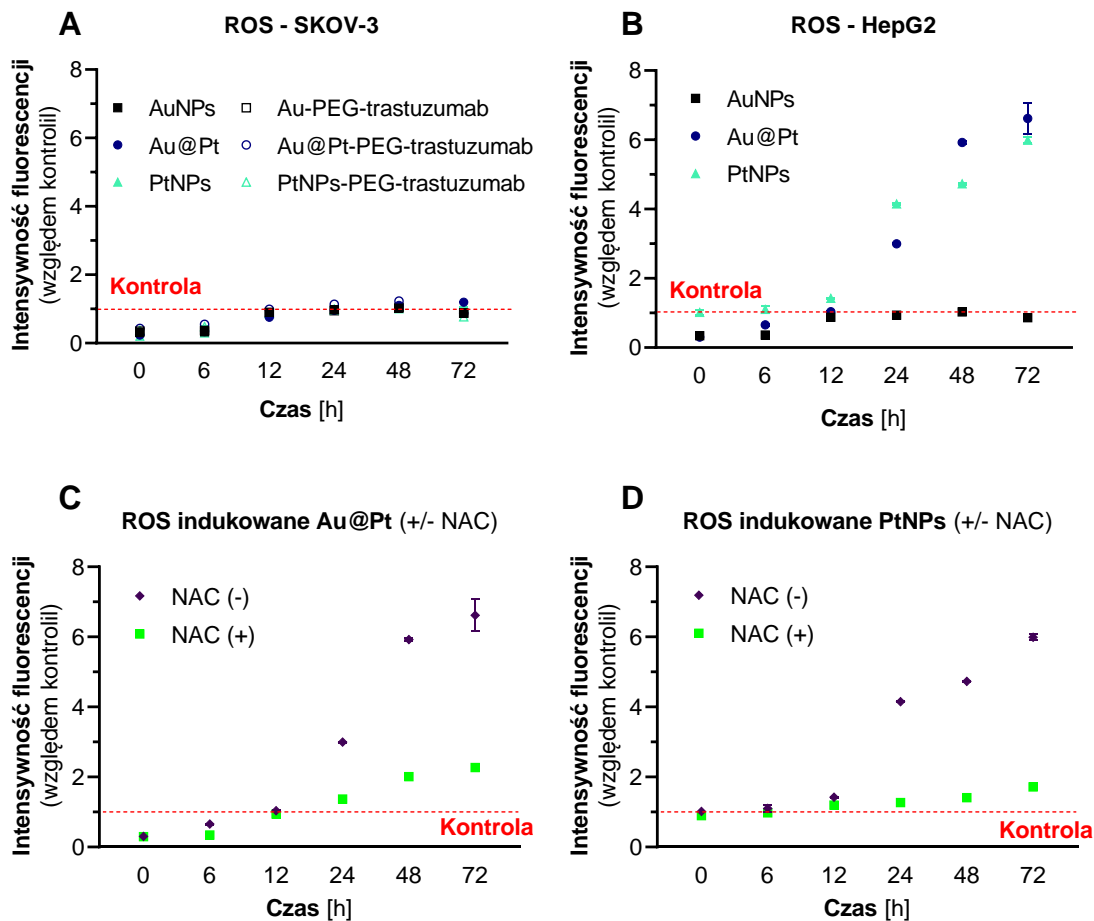 A
ROS - SKOV-3
Intensywność fluorescencji
(względem kontrolil)
8
6
4
2
0
AuNPs
Au-PEG-trastuzumab
Au@Pt
Au@Pt-PEG-trastuzumab
PtNPs
PtNPs-PEG-trastuzumab
Kontrola
0 6 12 24 48 72
Czas [h]
B
ROS - HepG2
Intensywność fluorescencji
(względem kontrolil)
8
6
4
2
0
AuNPs
Au@Pt
PtNPs
Kontrola
0 6 12 24 48 72
Czas [h]
C
ROS indukowane Au@Pt (+/- NAC)
Intensywność fluorescencji
(względem kontrolil)
8
6
4
2
0
NAC (-)
NAC (+)
Kontrola
0 6 12 24 48 72
Czas [h]
D
ROS indukowane PtNPs (+/- NAC)
Intensywność fluorescencji
(względem kontrolil)
8
6
4
2
0
NAC (-)
NAC (+)
Kontrola
0 6 12 24 48 72
Czas [h]